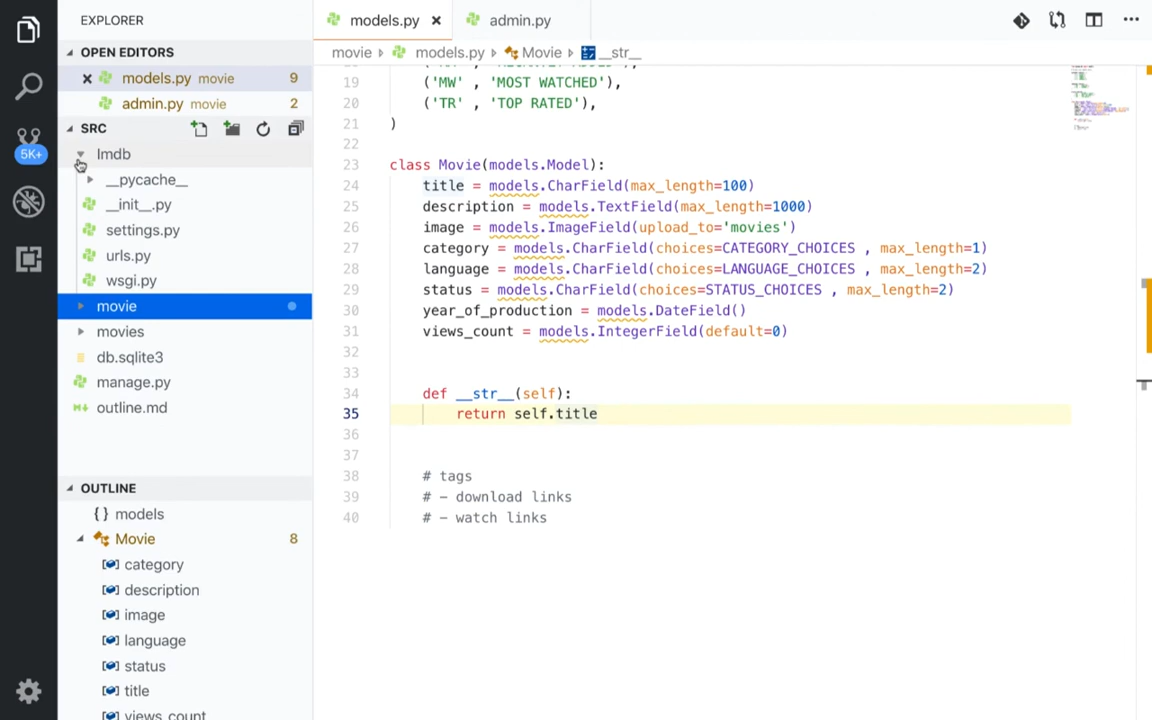 EXPLORER
OPEN EDITORS
models.py movie 9
admin.py movie 2
SRC
Imdb
__pycache__
__init__.py
settings.py
urls.py
wsgi.py
movie
movies
db.sqlite3
manage.py
outline.md
5K+
OUTLINE
{ } models
Movie 8
category
description
image
language
status
title
views_count
models.py admin.py
movie models.py Movie __str__
19 ('MW' , 'MOST WATCHED'),
20 ('TR' , 'TOP RATED'),
21 )
22
23 class Movie(models.Model):
24 title = models.CharField(max_length=100)
25 description = models.TextField(max_length=1000)
26 image = models.ImageField(upload_to='movies')
27 category = models.CharField(choices=CATEGORY_CHOICES , max_length=1)
28 language = models.CharField(choices=LANGUAGE_CHOICES , max_length=2)
29 status = models.CharField(choices=STATUS_CHOICES , max_length=2)
30 year_of_production = models.DateField()
31 views_count = models.IntegerField(default=0)
32
33
34 def __str__(self):
35 return self.title
36
37
38 # tags
39 # - download links
40 # - watch links